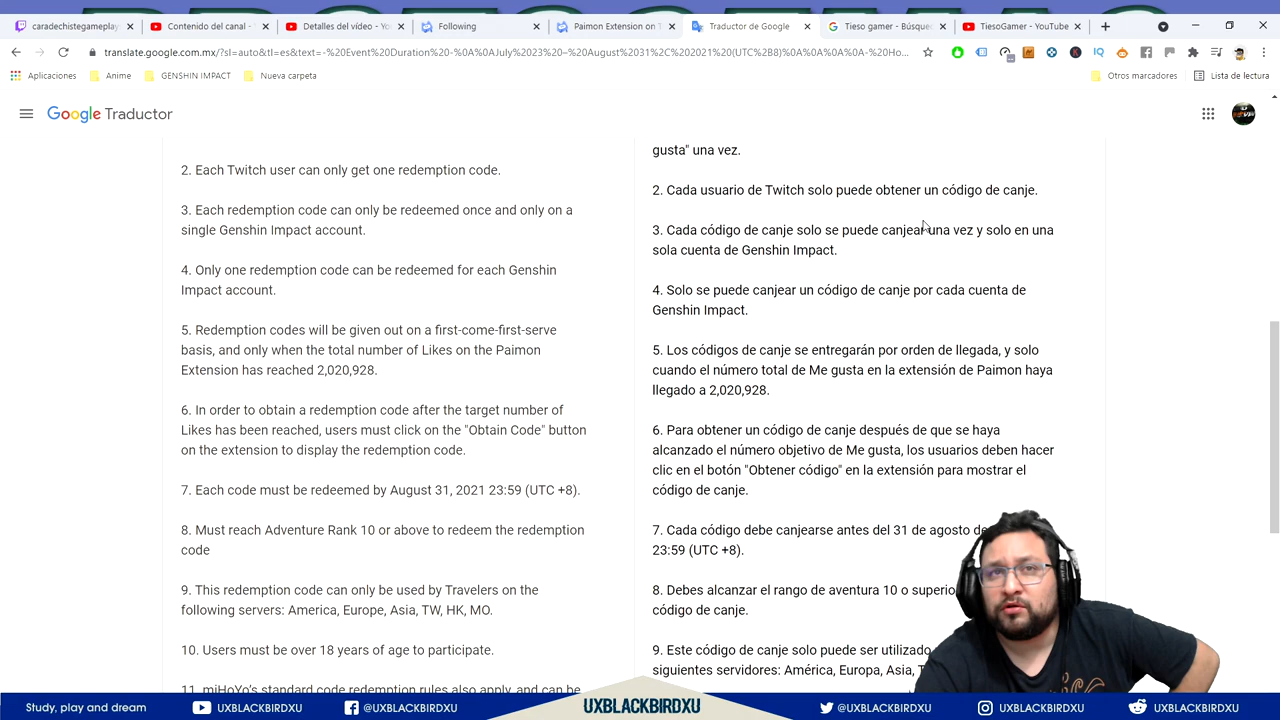 caradechistegameplay
Contenido del canal -
Detalles del vídeo - Yo
Following
Paimon Extension on T
Traductor de Google
Tieso gamer - Búsque
TiesoGamer - YouTube
translate.google.com.mx/?sl=auto&tl=es&text=-%20Event%20Duration%20-%0A%0AJuly%2023%20–%20August%2031%2C%202021%20(UTC%2B8)%0A%0A%0A%0A-%20Ho...
Aplicaciones
Anime
GENSHIN IMPACT
Nueva carpeta
Otros marcadores
Lista de lectura
Google Traductor
2. Each Twitch user can only get one redemption code.
3. Each redemption code can only be redeemed once and only on a
single Genshin Impact account.
4. Only one redemption code can be redeemed for each Genshin
Impact account.
5. Redemption codes will be given out on a first-come-first-serve
basis, and only when the total number of Likes on the Paimon
Extension has reached 2,020,928.
6. In order to obtain a redemption code after the target number of
Likes has been reached, users must click on the "Obtain Code" button
on the extension to display the redemption code.
7. Each code must be redeemed by August 31, 2021 23:59 (UTC +8).
8. Must reach Adventure Rank 10 or above to redeem the redemption
code
9. This redemption code can only be used by Travelers on the
following servers: America, Europe, Asia, TW, HK, MO.
10. Users must be over 18 years of age to participate.
11. miHoYo's standard code redemption rules also apply, and can be
gusta" una vez.
2. Cada usuario de Twitch solo puede obtener un código de canje.
3. Cada código de canje solo se puede canjear una vez y solo en una
sola cuenta de Genshin Impact.
4. Solo se puede canjear un código de canje por cada cuenta de
Genshin Impact.
5. Los códigos de canje se entregarán por orden de llegada, y solo
cuando el número total de Me gusta en la extensión de Paimon haya
llegado a 2,020,928.
6. Para obtener un código de canje después de que se haya
alcanzado el número objetivo de Me gusta, los usuarios deben hacer
clic en el botón "Obtener código" en la extensión para mostrar el
código de canje.
7. Cada código debe canjearse antes del 31 de agosto de
23:59 (UTC +8).
8. Debes alcanzar el rango de aventura 10 o superio
código de canje.
9. Este código de canje solo puede ser utilizado
siguientes servidores: América, Europa, Asia, T
Study, play and dream
UXBLACKBIRDXU
@UXBLACKBIRDXU
UXBLACKBIRDXU
@UXBLACKBIRDXU
UXBLACKBIRDXU
UXBLACKBIRDXU